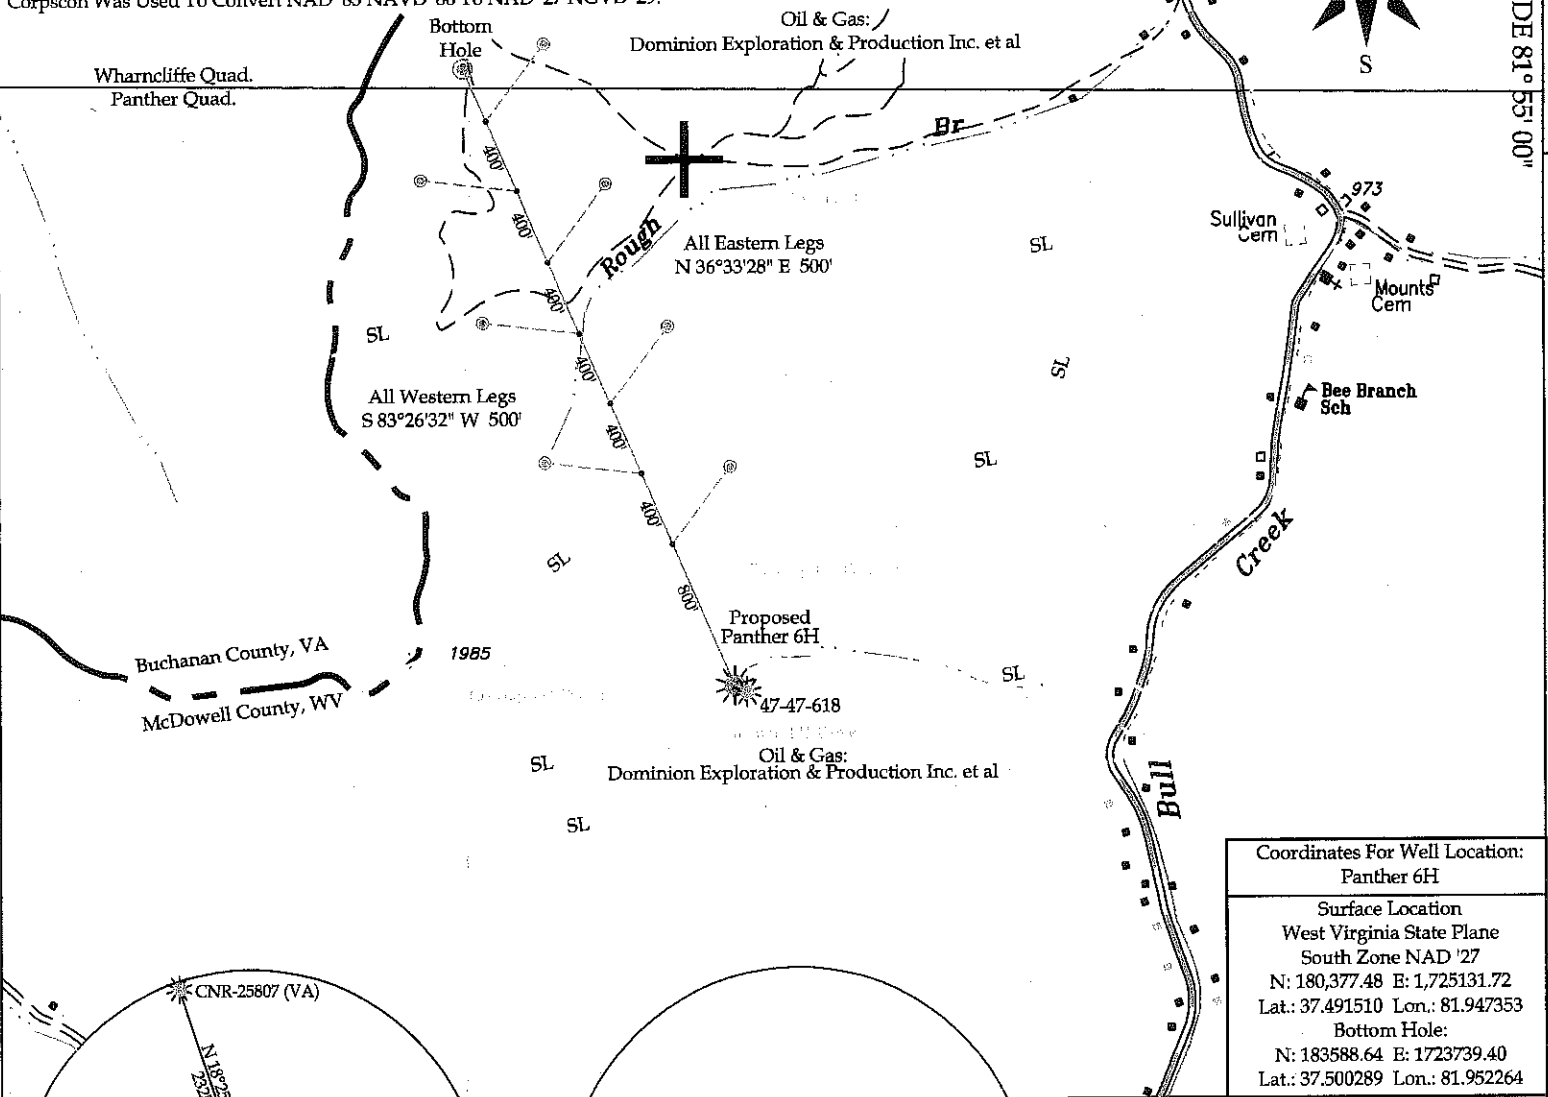 Corpscon Was Used To Convert NAD '83 NAVD '88 To NAD '27 NGVD '29.
Bottom
Hole
Oil & Gas:
Dominion Exploration & Production Inc. et al
S
DE 81° 55' 00"
Wharncliffe Quad.
Panther Quad.
Br
Rough
400'
400'
400'
400'
400'
400'
800'
973
Sullivan
Cem
Mounts
Cem
All Eastern Legs
N 36°33'28" E 500'
SL
SL
SL
All Western Legs
S 83°26'32" W 500'
Bee Branch
Sch
SL
SL
Creek
Proposed
Panther 6H
Buchanan County, VA
McDowell County, WV
1985
SL
47-47-618
Oil & Gas:
Dominion Exploration & Production Inc. et al
SL
SL
Bull
Coordinates For Well Location:
Panther 6H
Surface Location
West Virginia State Plane
South Zone NAD '27
N: 180,377.48 E: 1,725131.72
Lat.: 37.491510 Lon.: 81.947353
Bottom Hole:
N: 183588.64 E: 1723739.40
Lat.: 37.500289 Lon.: 81.952264
CNR-25807 (VA)
N 18°25
232